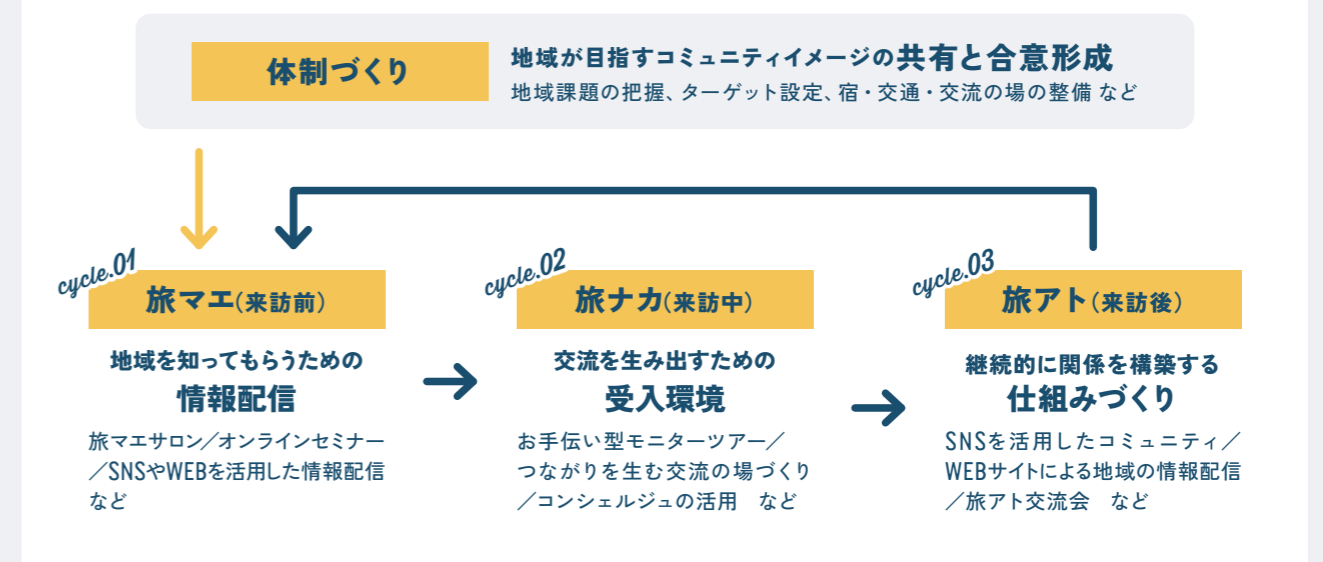 体制づくり
地域が目指すコミュニティイメージの共有と合意形成
地域課題の把握、ターゲット設定、宿・交通・交流の場の整備 など
cycle.01
旅マエ(来訪前)
地域を知ってもらうための
情報配信
旅マエサロン／オンラインセミナー
／SNSやWEBを活用した情報配信
など
cycle.02
旅ナカ(来訪中)
交流を生み出すための
受入環境
お手伝い型モニターツアー／
つながりを生む交流の場づくり
／コンシェルジュの活用　など
cycle.03
旅アト(来訪後)
継続的に関係を構築する
仕組みづくり
SNSを活用したコミュニティ／
WEBサイトによる地域の情報配信
／旅アト交流会　など